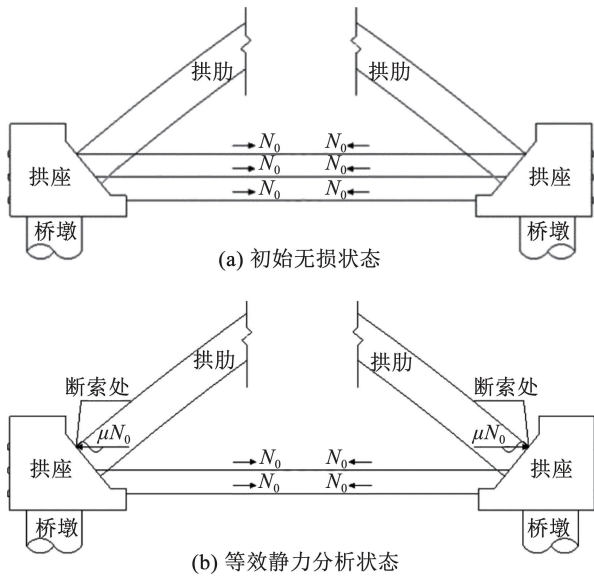 拱肋 拱肋
N₀ N₀
N₀ N₀
拱座 N₀ N₀ 拱座
桥墩 桥墩
(a) 初始无损状态
拱肋 拱肋
断索处 断索处
μN₀ μN₀
拱座 N₀ N₀ 拱座
N₀ N₀
桥墩 桥墩
(b) 等效静力分析状态